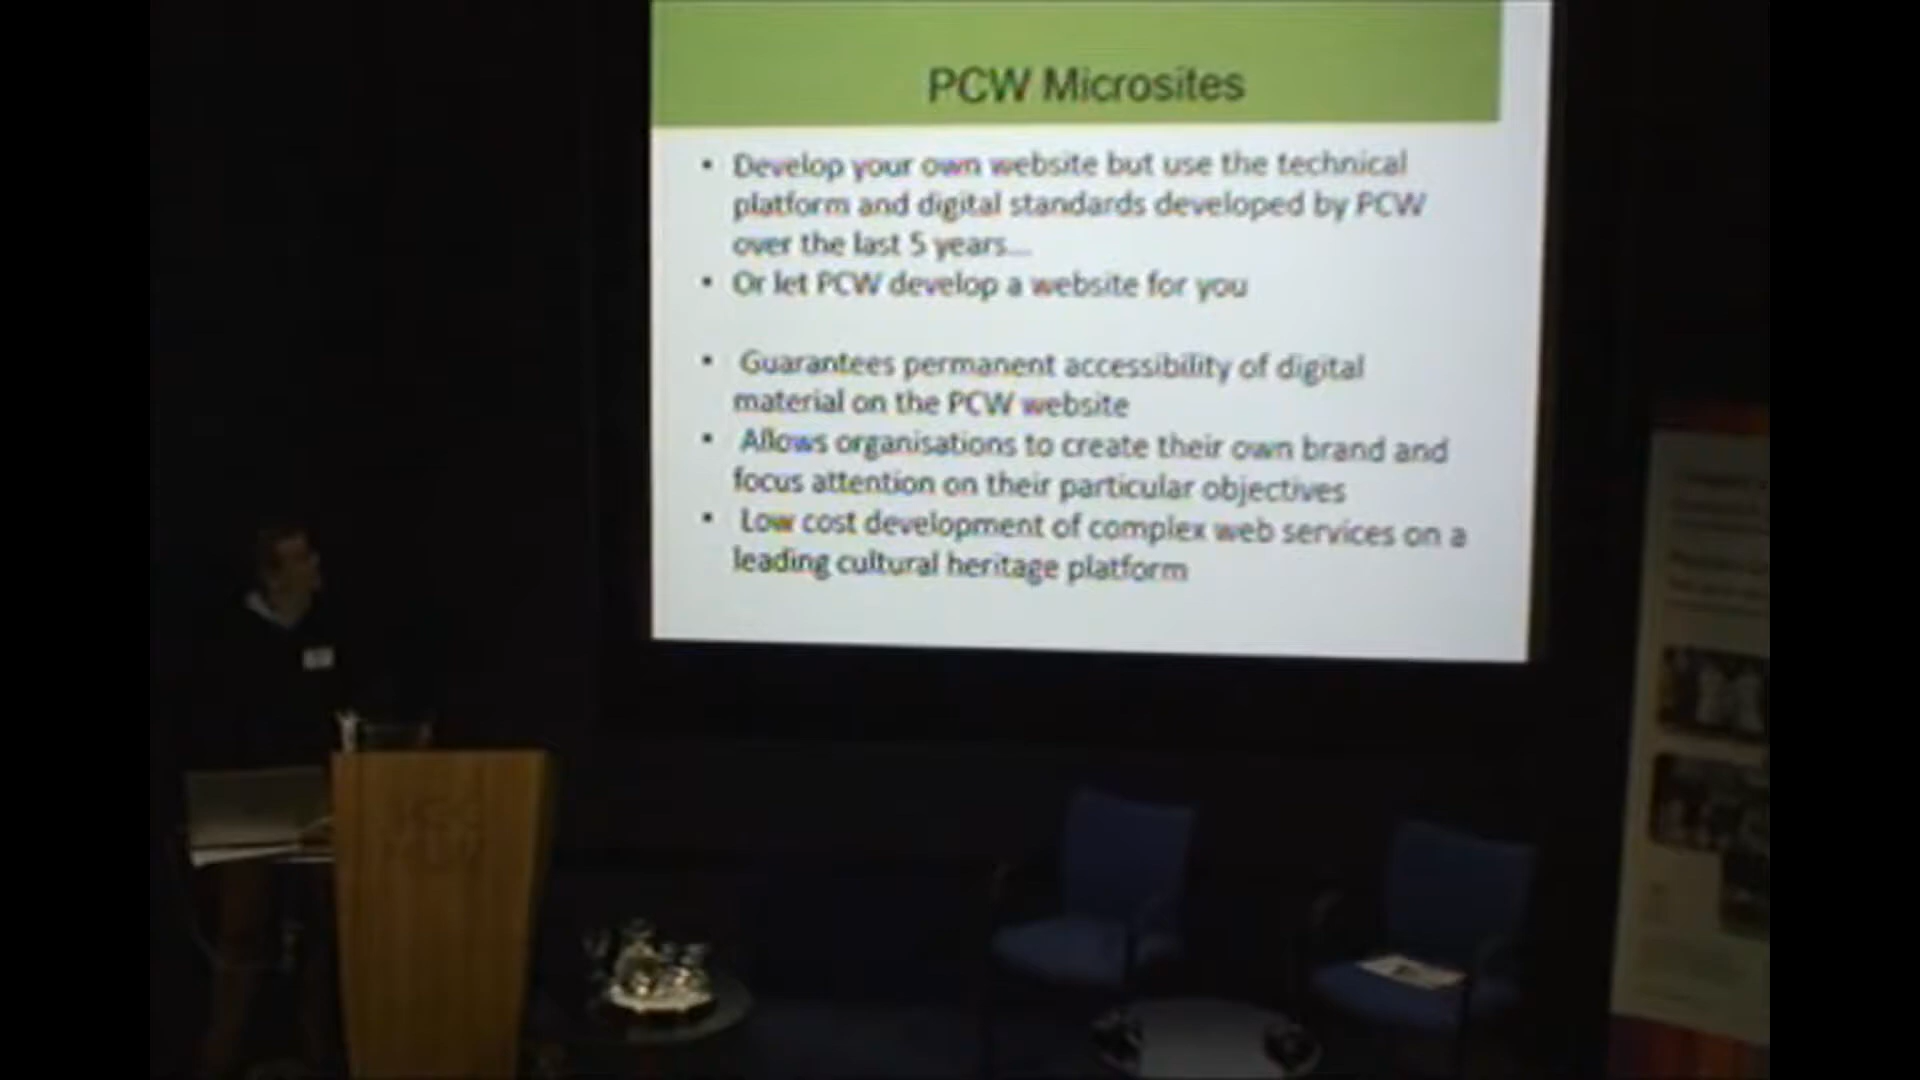 PCW Microsites
• Develop your own website but use the technical
platform and digital standards developed by PCW
over the last 5 years...
• Or let PCW develop a website for you
• Guarantees permanent accessibility of digital
material on the PCW website
• Allows organisations to create their own brand and
focus attention on their particular objectives
• Low cost development of complex web services on a
leading cultural heritage platform